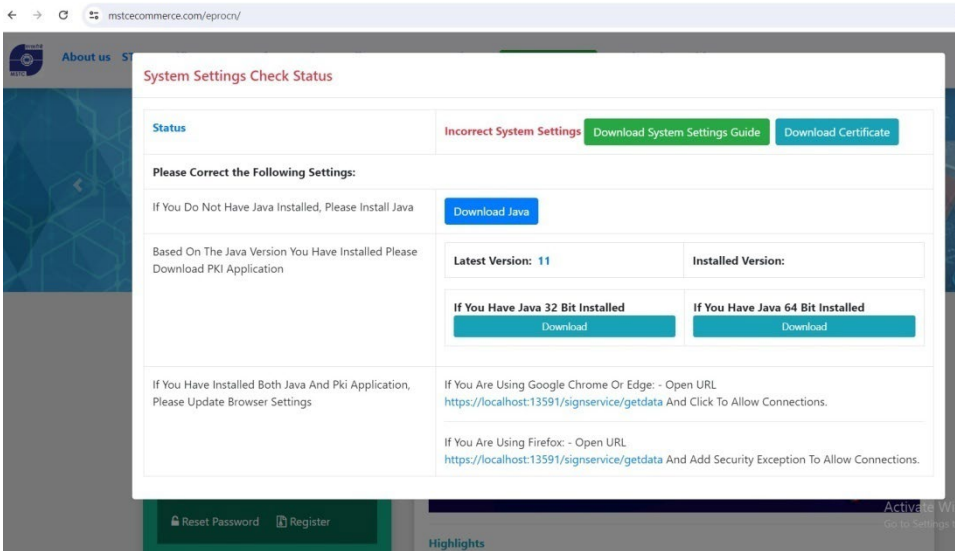 mstcecommerce.com/eprocn/
MSTC
About us ST
System Settings Check Status
Status
Incorrect System Settings Download System Settings Guide Download Certificate
Please Correct the Following Settings:
If You Do Not Have Java Installed, Please Install Java
Download Java
Based On The Java Version You Have Installed Please
Download PKI Application
Latest Version: 11 Installed Version:
If You Have Java 32 Bit Installed If You Have Java 64 Bit Installed
Download Download
If You Have Installed Both Java And Pki Application,
Please Update Browser Settings
If You Are Using Google Chrome Or Edge: - Open URL
https://localhost:13591/signservice/getdata And Click To Allow Connections.
If You Are Using Firefox: - Open URL
https://localhost:13591/signservice/getdata And Add Security Exception To Allow Connections.
Reset Password Register
Activate Wi
Go to Settings t
Highlights